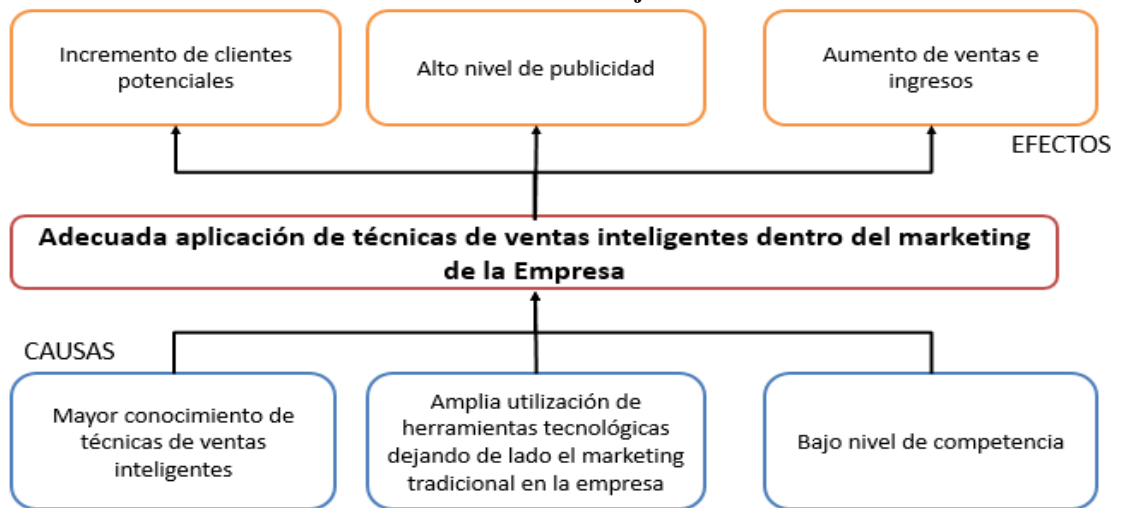 Incremento de clientes
potenciales
Alto nivel de publicidad
Aumento de ventas e
ingresos
EFECTOS
Adecuada aplicación de técnicas de ventas inteligentes dentro del marketing
de la Empresa
CAUSAS
Mayor conocimiento de
técnicas de ventas
inteligentes
Amplia utilización de
herramientas tecnológicas
dejando de lado el marketing
tradicional en la empresa
Bajo nivel de competencia